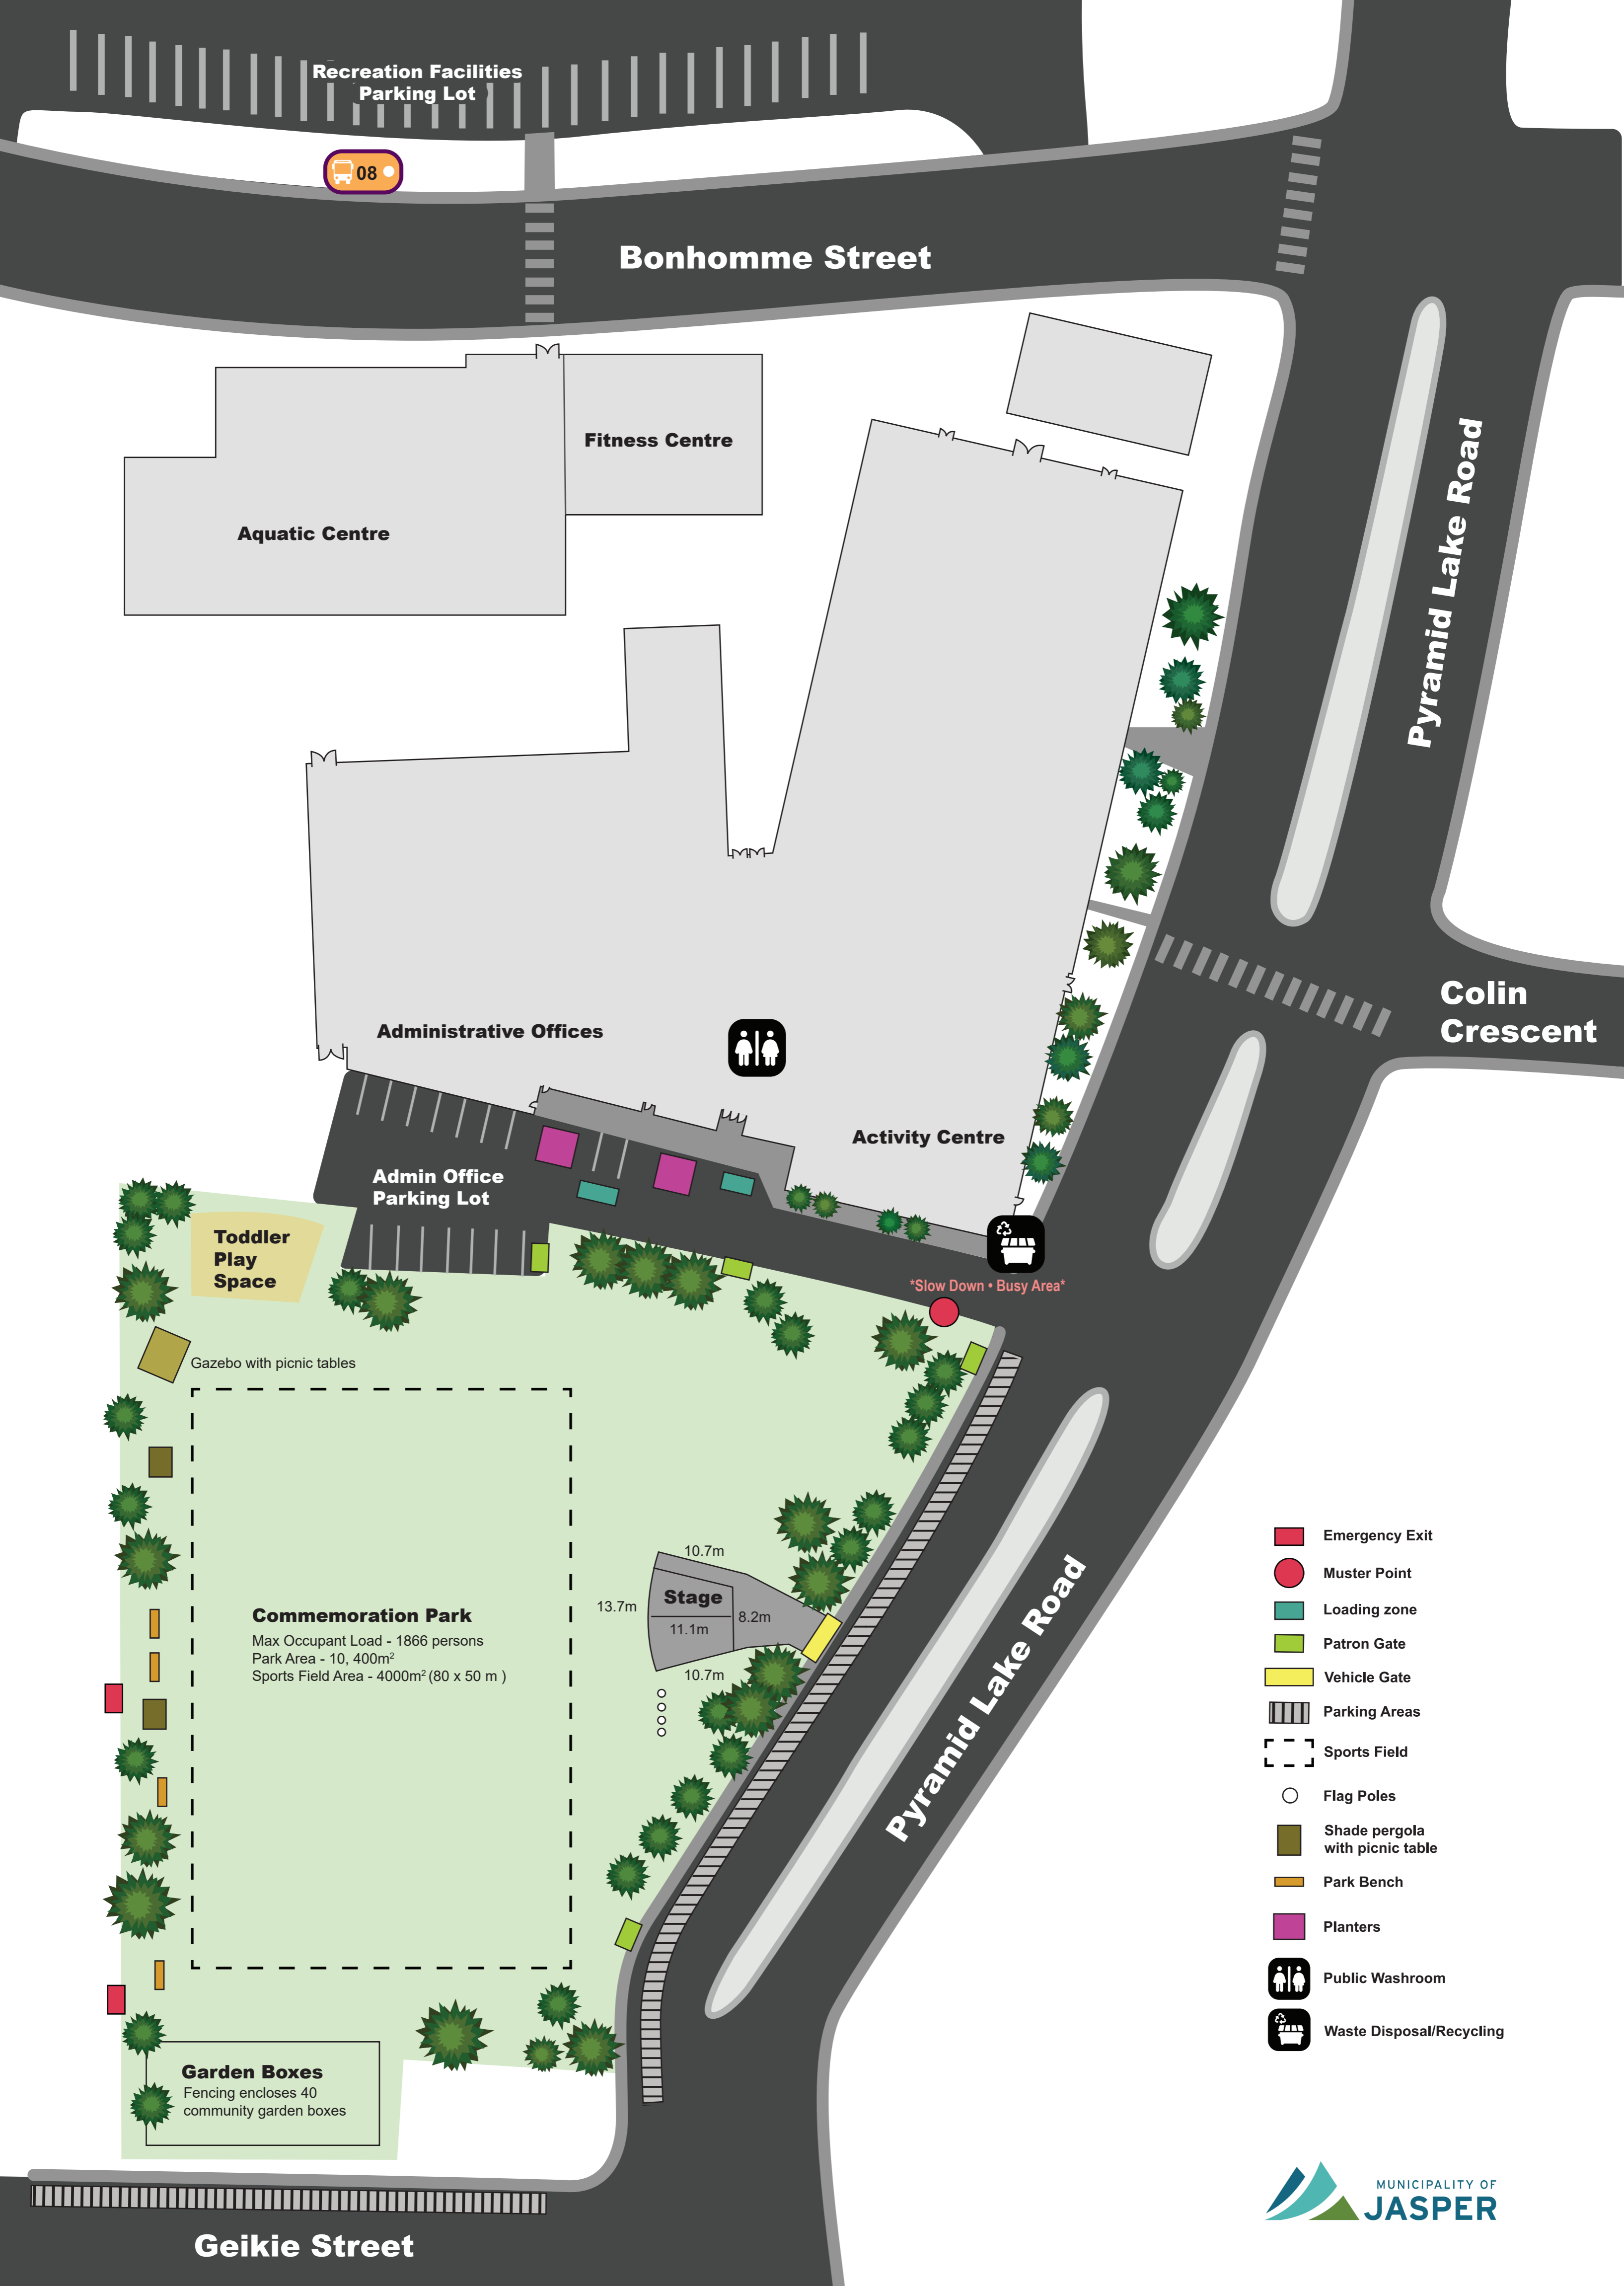 Recreation Facilities
Parking Lot
08
Bonhomme Street
Fitness Centre
Aquatic Centre
Pyramid Lake Road
Colin
Crescent
Administrative Offices
Activity Centre
Admin Office
Parking Lot
Toddler
Play
Space
*Slow Down • Busy Area*
Gazebo with picnic tables
10.7m
Stage
13.7m
8.2m
11.1m
10.7m
Commemoration Park
Max Occupant Load - 1866 persons
Park Area - 10, 400m²
Sports Field Area - 4000m² (80 x 50 m )
Pyramid Lake Road
Emergency Exit
Muster Point
Loading zone
Patron Gate
Vehicle Gate
Parking Areas
Sports Field
Flag Poles
Shade pergola
with picnic table
Park Bench
Planters
Public Washroom
Waste Disposal/Recycling
Garden Boxes
Fencing encloses 40
community garden boxes
Geikie Street
MUNICIPALITY OF
JASPER